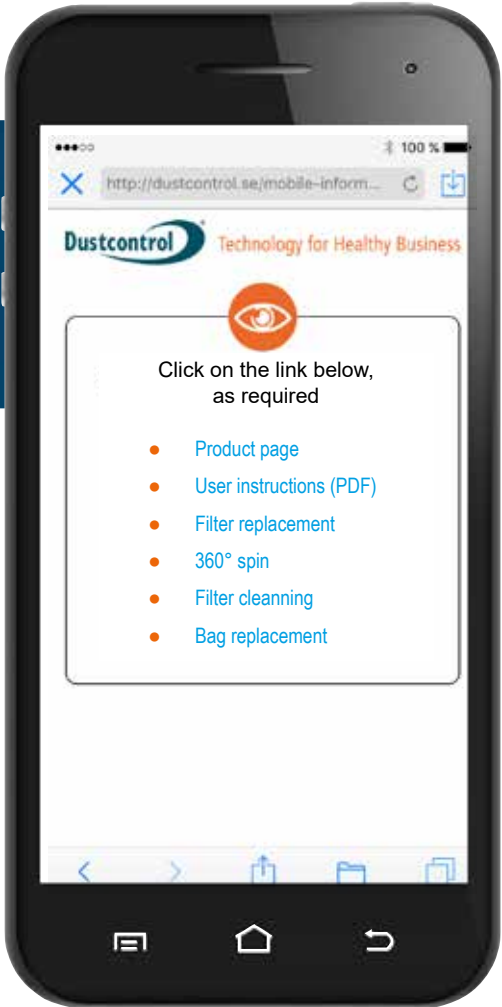 100 %
http://dustcontrol.se/mobile-inform...
Dustcontrol Technology for Healthy Business
Click on the link below,
as required
● Product page
● User instructions (PDF)
● Filter replacement
● 360° spin
● Filter cleanning
● Bag replacement